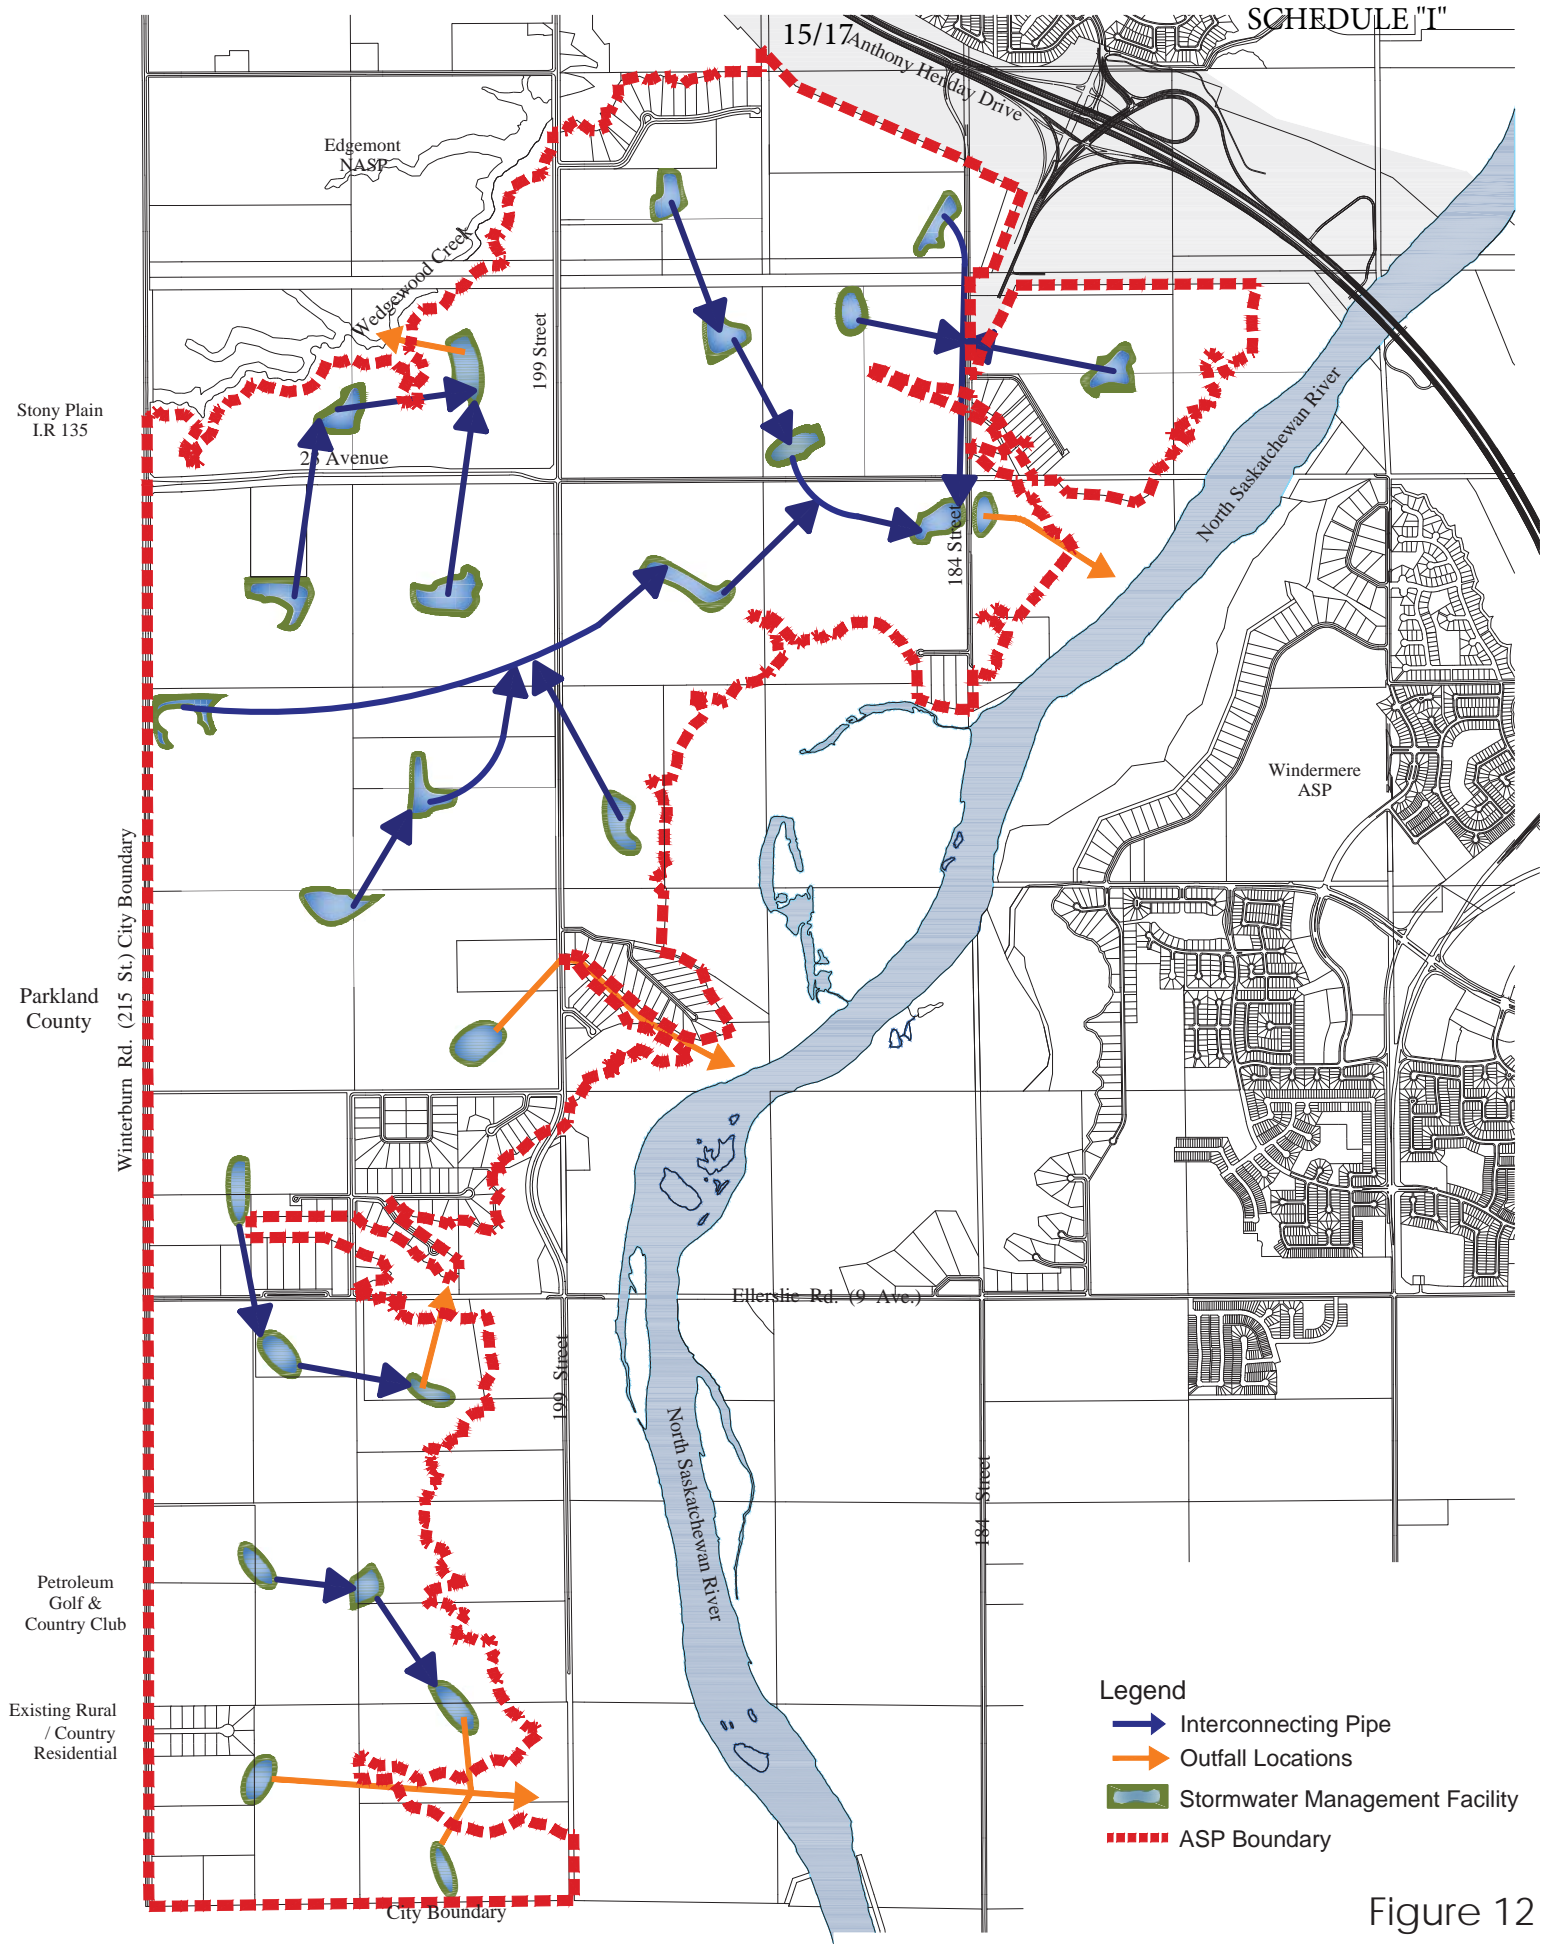 SCHEDULE "I"
15/17
Anthony Henday Drive
Edgemont
NASP
Wedgewood Creek
199 Street
Stony Plain
I.R 135
23 Avenue
North Saskatchewan River
184 Street
Windermere
ASP
Winterburn Rd. (215 St.) City Boundary
Parkland
County
Ellerslie Rd. (9 Ave.)
199 Street
North Saskatchewan River
184 Street
Petroleum
Golf &
Country Club
Existing Rural
/ Country
Residential
Legend
Interconnecting Pipe
Outfall Locations
Stormwater Management Facility
ASP Boundary
City Boundary
Figure 12